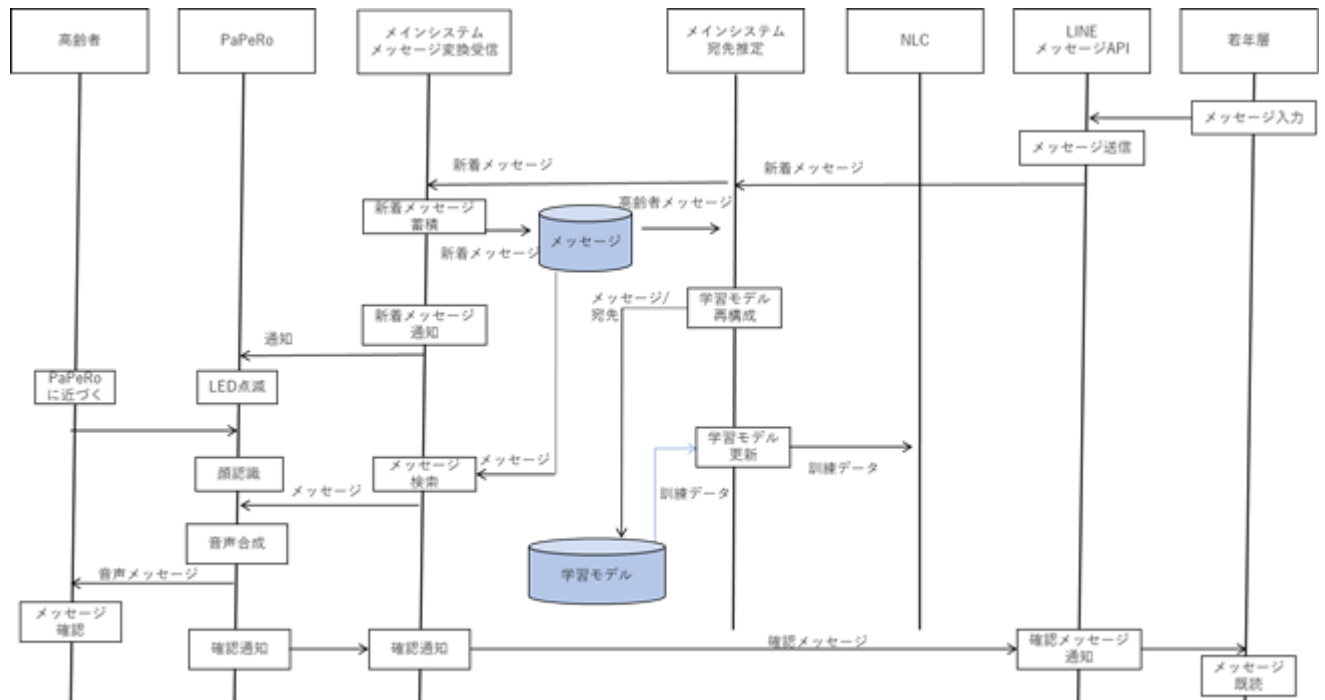 高齢者
PaPeRo
メインシステム
メッセージ変換受信
メインシステム
宛先推定
NLC
LINE
メッセージAPI
若年層
メッセージ入力
メッセージ送信
新着メッセージ
新着メッセージ
新着メッセージ
蓄積
新着メッセージ
メッセージ
高齢者メッセージ
メッセージ/
宛先
学習モデル
再構成
新着メッセージ
通知
通知
PaPeRo
に近づく
LED点滅
学習モデル
更新
訓練データ
訓練データ
顔認識
メッセージ
検索
メッセージ
メッセージ
音声合成
学習モデル
音声メッセージ
メッセージ
確認
確認通知
確認通知
確認メッセージ
確認メッセージ
通知
メッセージ
既読